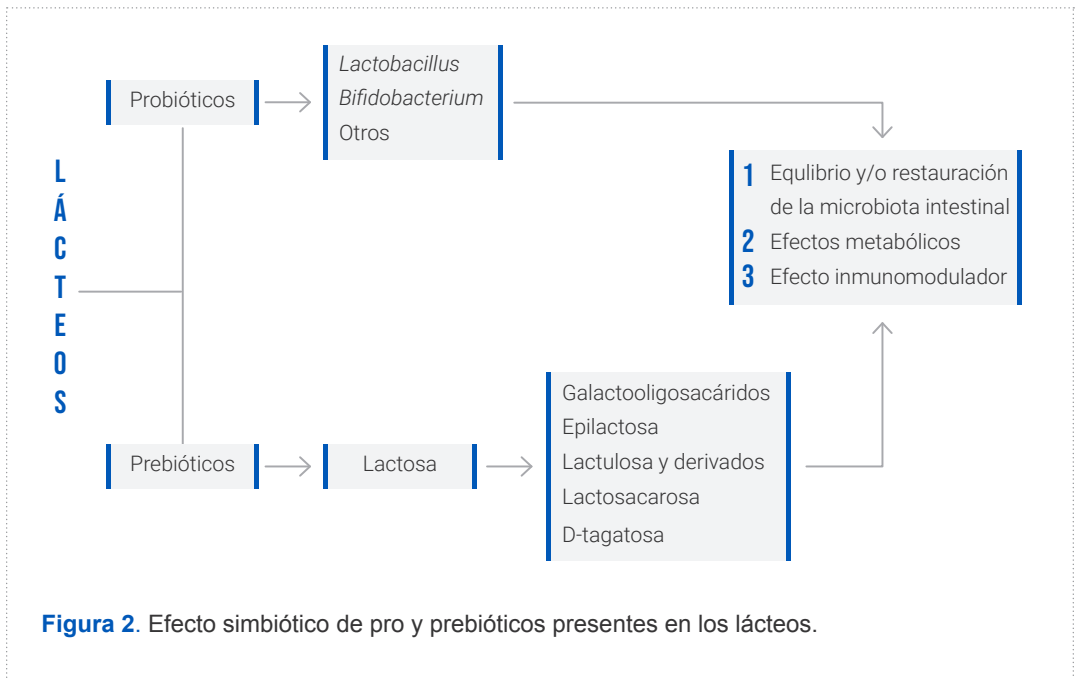 LÁCTEOS
Probióticos
Lactobacillus
Bifidobacterium
Otros
1 Equlibrio y/o restauración
de la microbiota intestinal
2 Efectos metabólicos
3 Efecto inmunomodulador
Prebióticos
Lactosa
Galactooligosacáridos
Epilactosa
Lactulosa y derivados
Lactosacarosa
D-tagatosa
Figura 2. Efecto simbiótico de pro y prebióticos presentes en los lácteos.